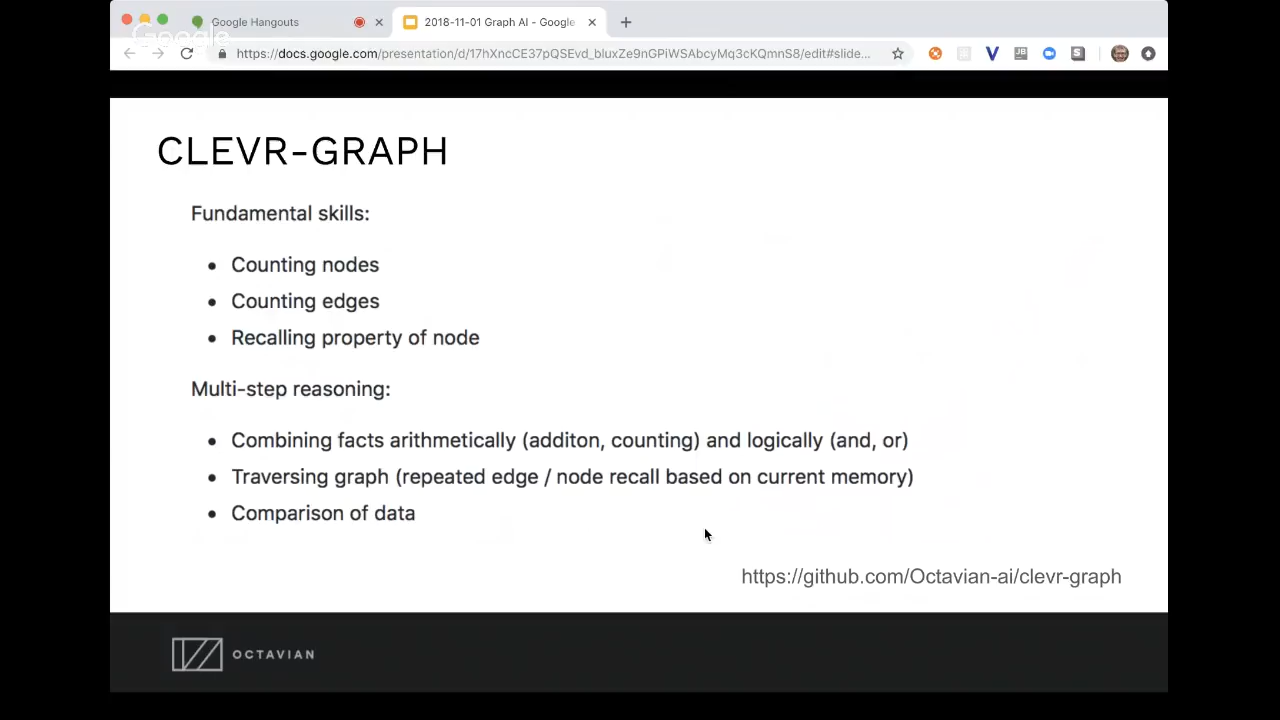 Google Hangouts
2018-11-01 Graph AI - Google
Google
https://docs.google.com/presentation/d/17hXncCE37pQSEvd_bluxZe9nGPiWSAbcyMq3cKQmnS8/edit#slide...
CLEVR-GRAPH
Fundamental skills:
• Counting nodes
• Counting edges
• Recalling property of node
Multi-step reasoning:
• Combining facts arithmetically (additon, counting) and logically (and, or)
• Traversing graph (repeated edge / node recall based on current memory)
• Comparison of data
https://github.com/Octavian-ai/clevr-graph
OCTAVIAN